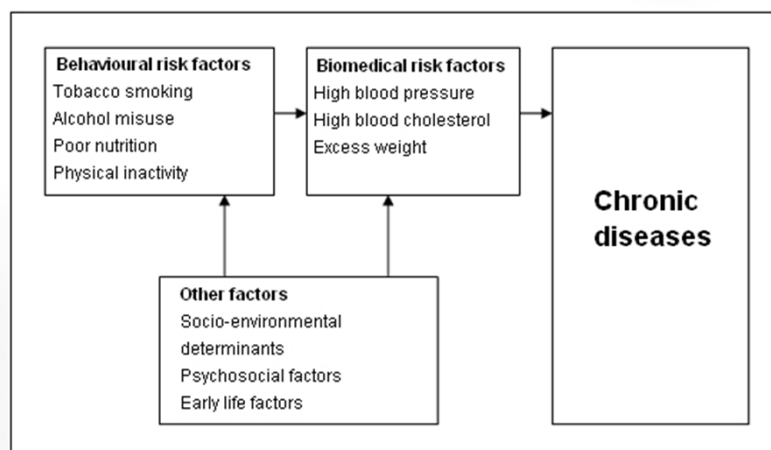 Behavioural risk factors
Tobacco smoking
Alcohol misuse
Poor nutrition
Physical inactivity
Biomedical risk factors
High blood pressure
High blood cholesterol
Excess weight
Chronic
diseases
Other factors
Socio-environmental
determinants
Psychosocial factors
Early life factors